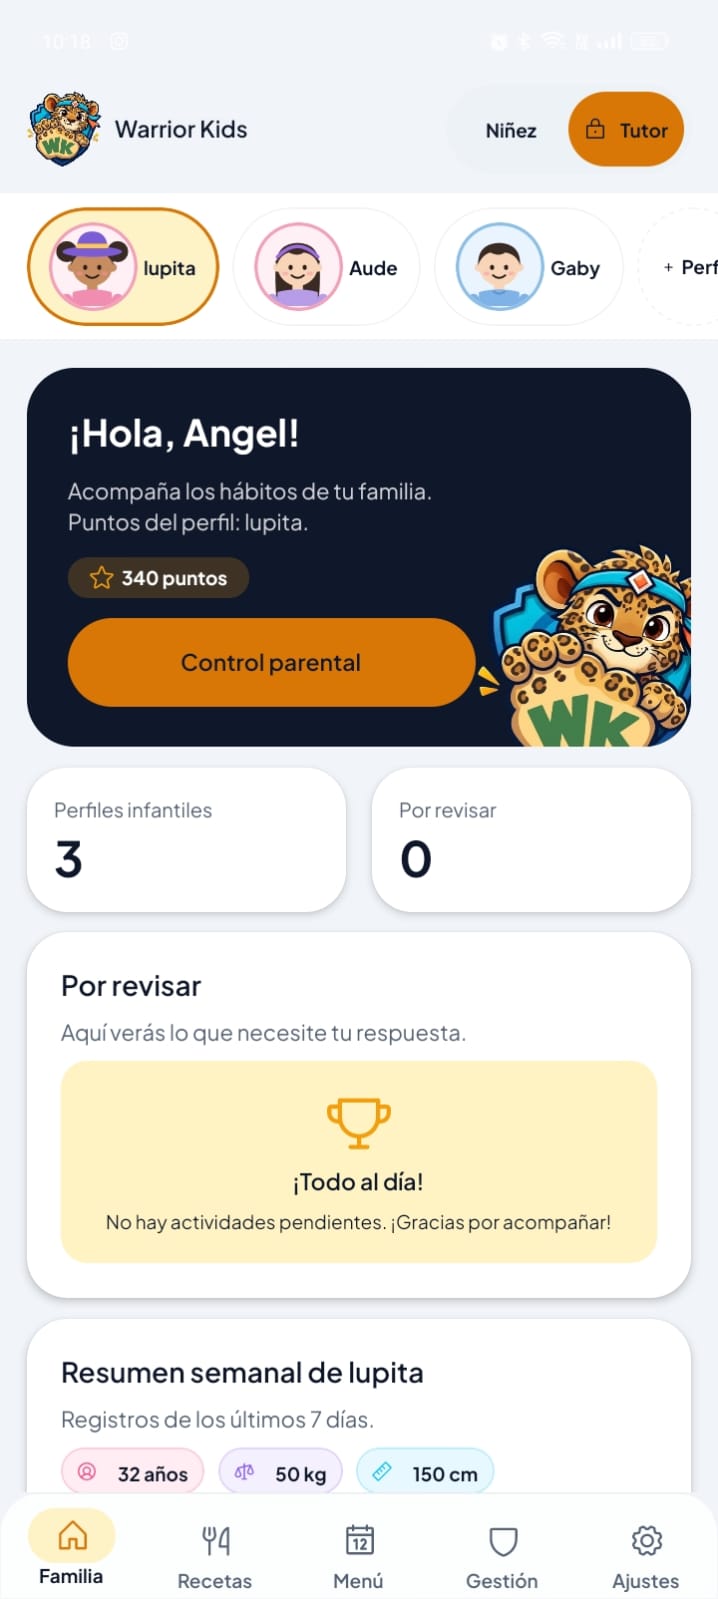 10:18
WK
Warrior Kids
Niñez
Tutor
lupita
Aude
Gaby
+ Perf
¡Hola, Angel!
Acompaña los hábitos de tu familia.
Puntos del perfil: lupita.
340 puntos
Control parental
WK
Perfiles infantiles
3
Por revisar
0
Por revisar
Aquí verás lo que necesite tu respuesta.
¡Todo al día!
No hay actividades pendientes. ¡Gracias por acompañar!
Resumen semanal de lupita
Registros de los últimos 7 días.
32 años
50 kg
150 cm
12
Familia
Recetas
Menú
Gestión
Ajustes